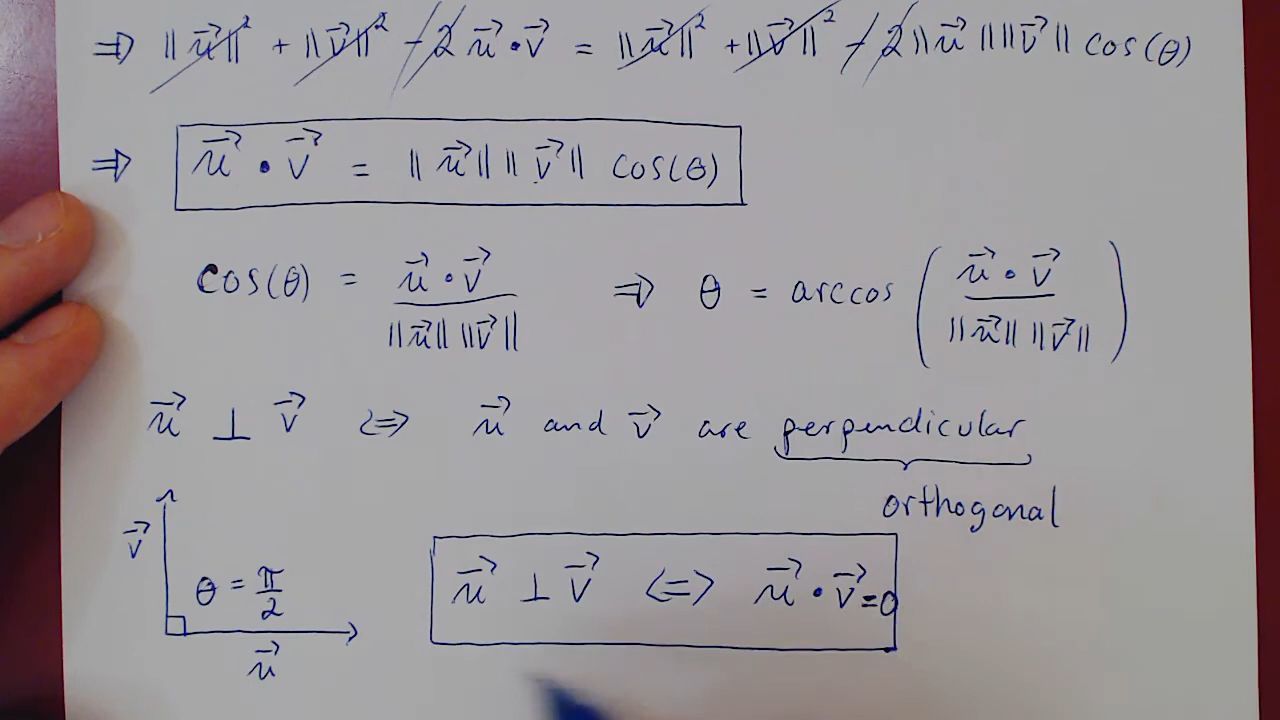 ⇒ ||u⃗||² + ||v⃗||² - 2 u⃗ · v⃗ = ||u⃗||² + ||v⃗||² - 2 ||u⃗|| ||v⃗|| cos(θ)
⇒ u⃗ · v⃗ = ||u⃗|| ||v⃗|| cos(θ)
cos(θ) = u⃗ · v⃗ / ||u⃗|| ||v⃗|| ⇒ θ = arccos ( u⃗ · v⃗ / ||u⃗|| ||v⃗|| )
u⃗ ⊥ v⃗ ⇔ u⃗ and v⃗ are perpendicular
orthogonal
v⃗
θ = π/2
u⃗
u⃗ ⊥ v⃗ ⇔ u⃗ · v⃗ = 0